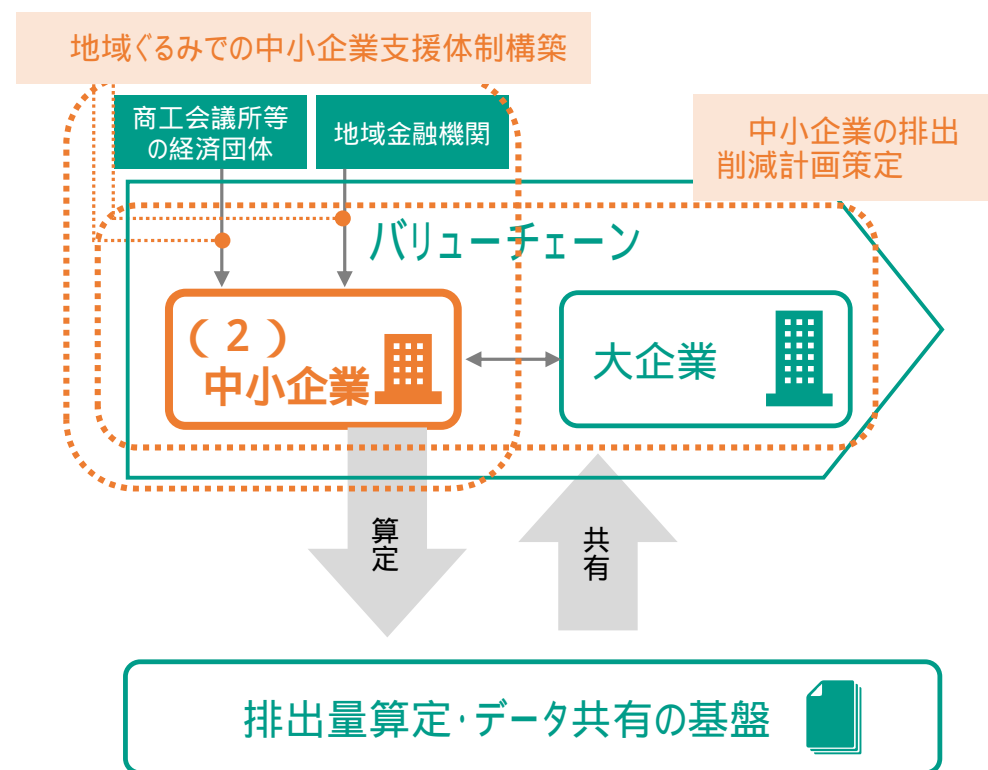 地域ぐるみでの中小企業支援体制構築
商工会議所等
の経済団体
地域金融機関
中小企業の排出
削減計画策定
バリューチェーン
(2)
中小企業
大企業
算定
共有
排出量算定・データ共有の基盤